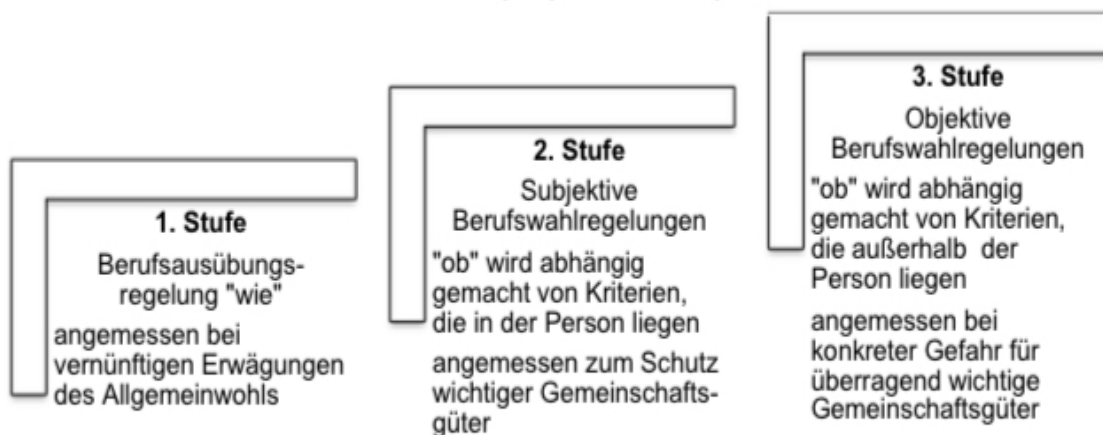 1. Stufe
Berufsausübungs-
regelung "wie"
angemessen bei
vernünftigen Erwägungen
des Allgemeinwohls
2. Stufe
Subjektive
Berufswahlregelungen
"ob" wird abhängig
gemacht von Kriterien,
die in der Person liegen
angemessen zum Schutz
wichtiger Gemeinschafts-
güter
3. Stufe
Objektive
Berufswahlregelungen
"ob" wird abhängig
gemacht von Kriterien,
die außerhalb der
Person liegen
angemessen bei
konkreter Gefahr für
überragend wichtige
Gemeinschaftsgüter